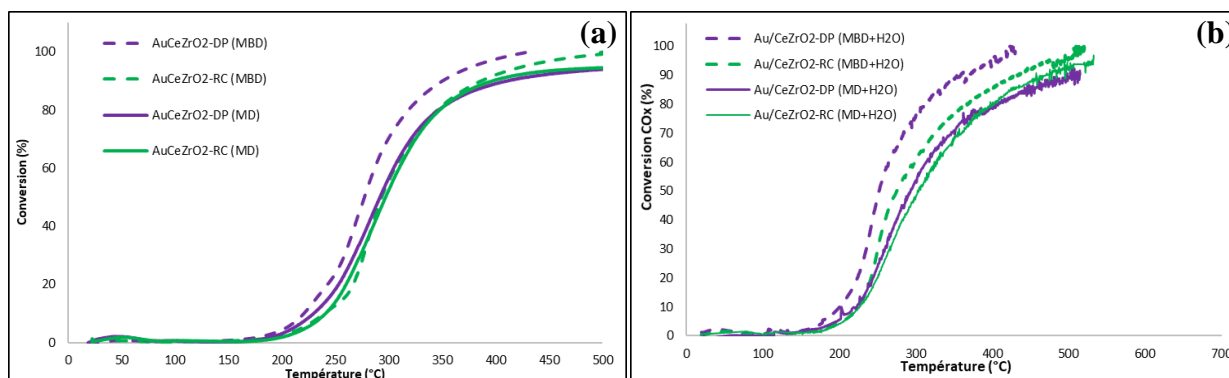 (a)
AuCeZrO2-DP (MBD)
AuCeZrO2-RC (MBD)
AuCeZrO2-DP (MD)
AuCeZrO2-RC (MD)
Conversion (%)
100
80
60
40
20
0
0 50 100 150 200 250 300 350 400 450 500
Température (°C)
(b)
Au/CeZrO2-DP (MBD+H2O)
Au/CeZrO2-RC (MBD+H2O)
Au/CeZrO2-DP (MD+H2O)
Au/CeZrO2-RC (MD+H2O)
Conversion COx (%)
100
90
80
70
60
50
40
30
20
10
0
0 100 200 300 400 500 600 700
Température (°C)